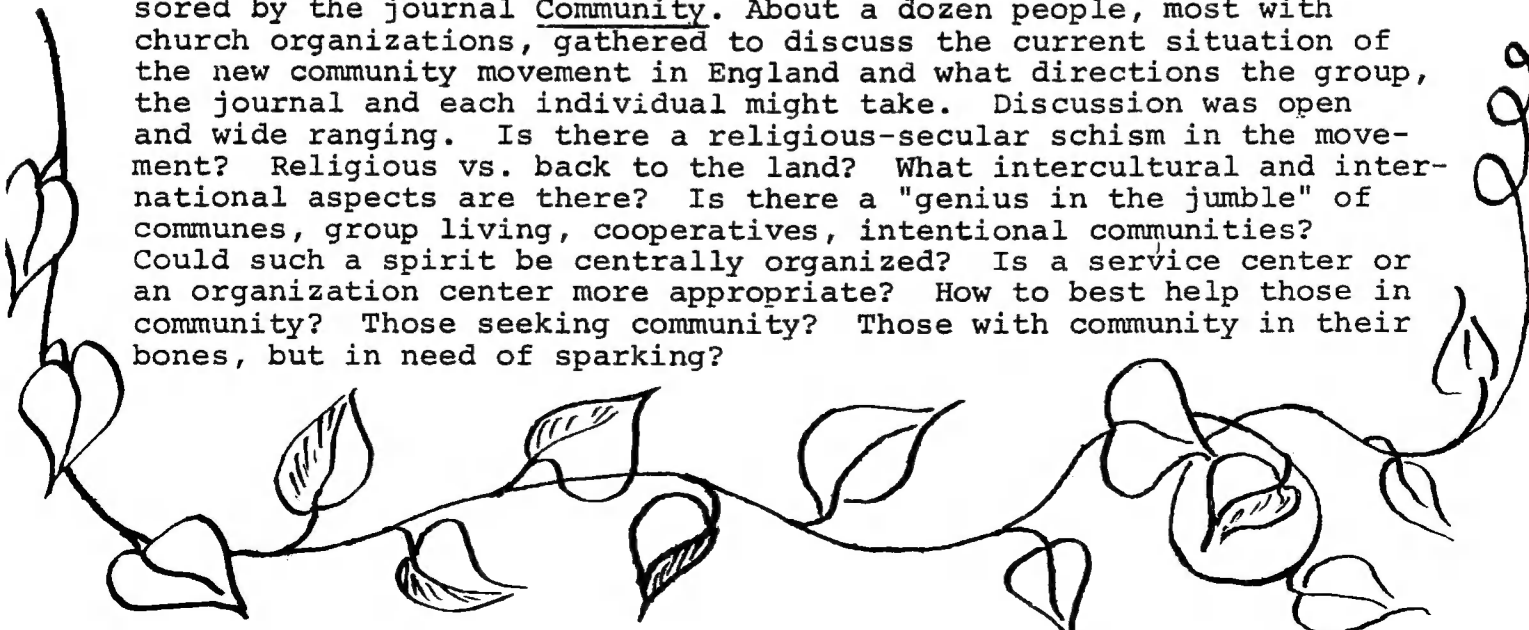 sored by the journal Community. About a dozen people, most with
church organizations, gathered to discuss the current situation of
the new community movement in England and what directions the group,
the journal and each individual might take. Discussion was open
and wide ranging. Is there a religious-secular schism in the move-
ment? Religious vs. back to the land? What intercultural and inter-
national aspects are there? Is there a "genius in the jumble" of
communes, group living, cooperatives, intentional communities?
Could such a spirit be centrally organized? Is a service center or
an organization center more appropriate? How to best help those in
community? Those seeking community? Those with community in their
bones, but in need of sparking?